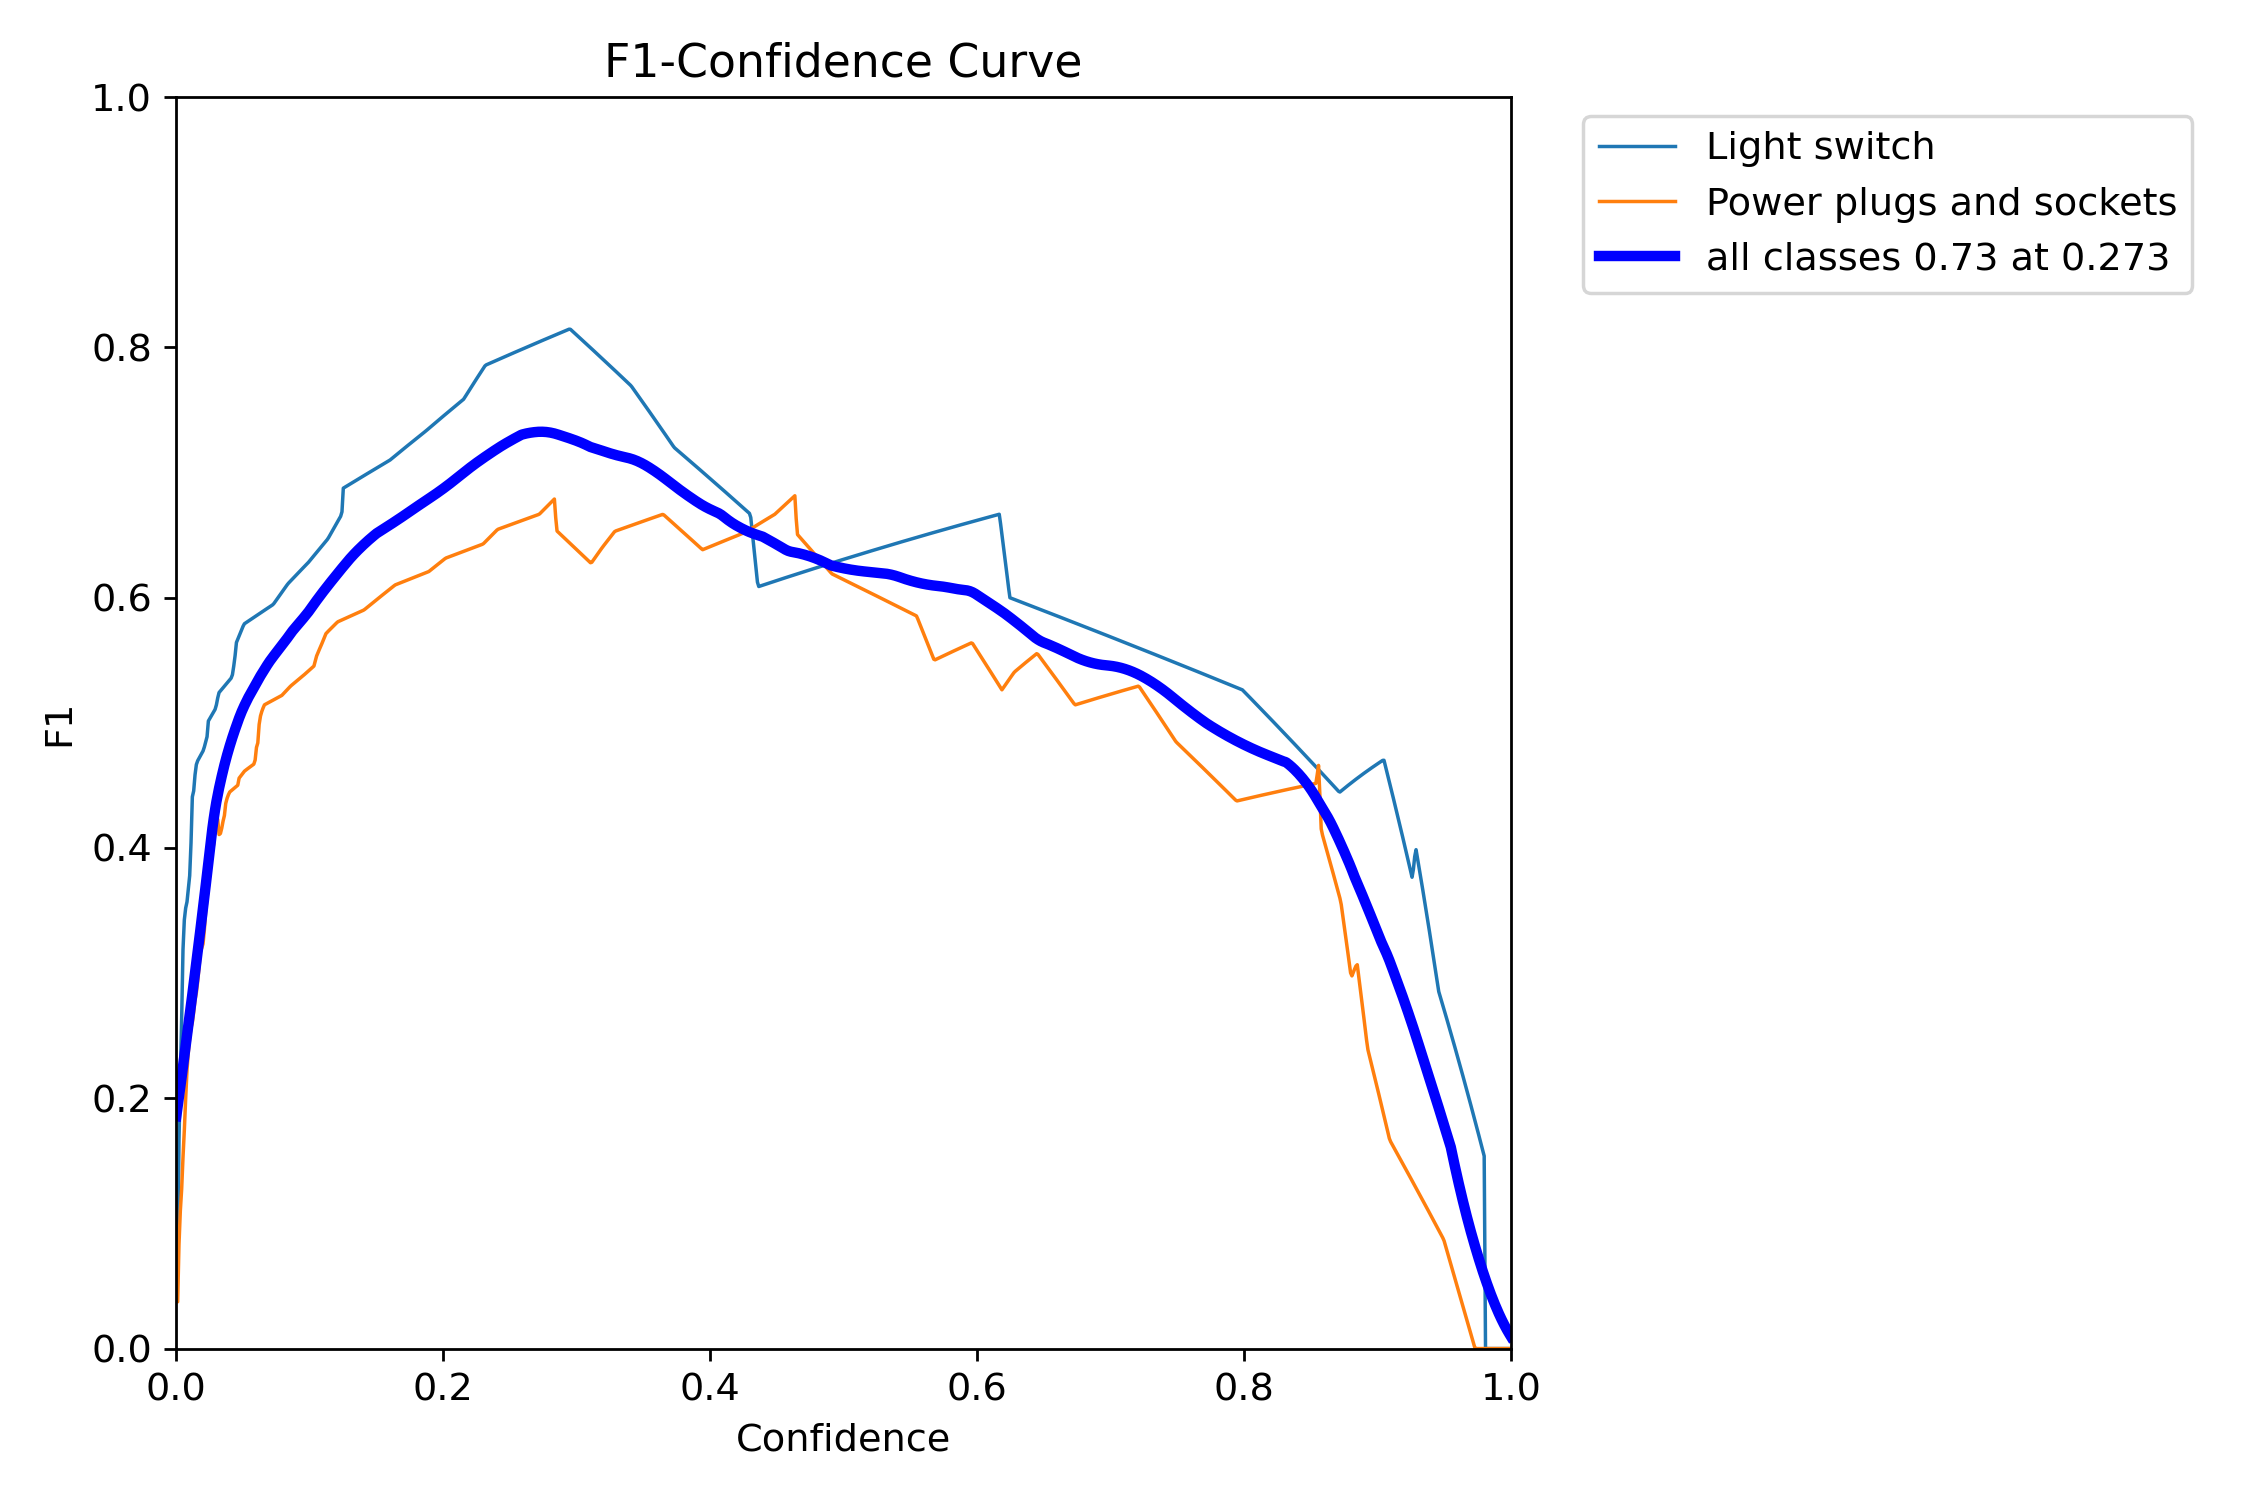 F1-Confidence Curve
1.0
0.8
0.6
0.4
0.2
0.0
F1
0.0 0.2 0.4 0.6 0.8 1.0
Confidence
Light switch
Power plugs and sockets
all classes 0.73 at 0.273